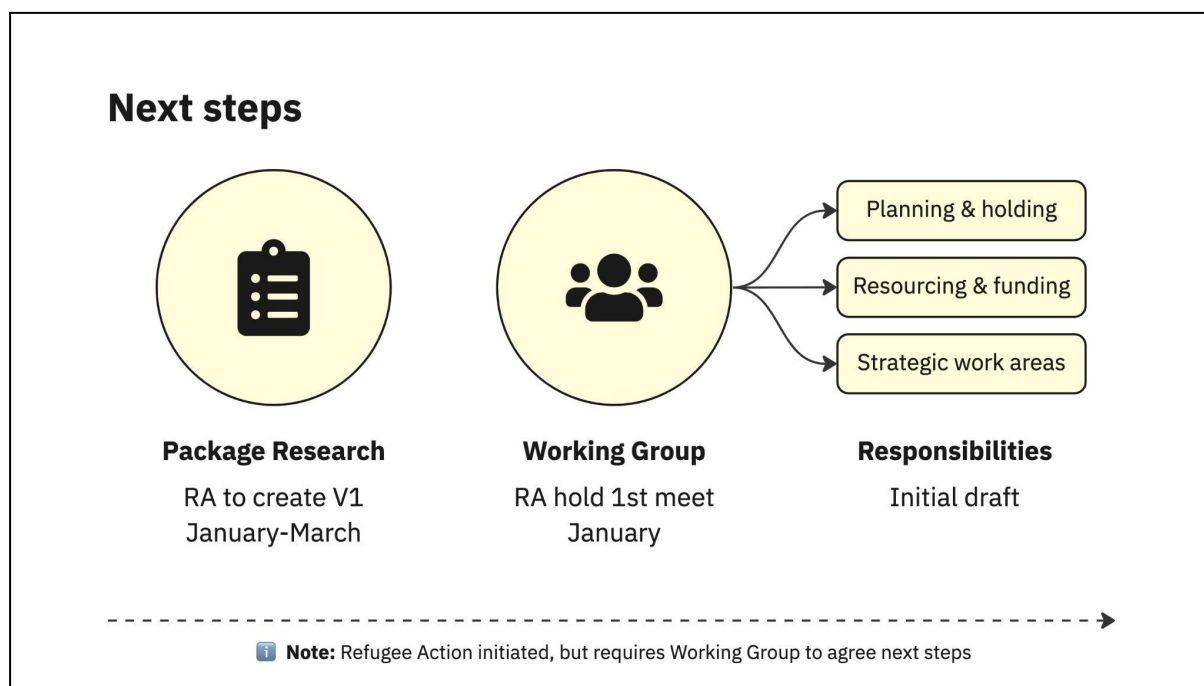 Next steps
Planning & holding
Resourcing & funding
Strategic work areas
Package Research
RA to create V1
January-March
Working Group
RA hold 1st meet
January
Responsibilities
Initial draft
ℹ️ Note: Refugee Action initiated, but requires Working Group to agree next steps